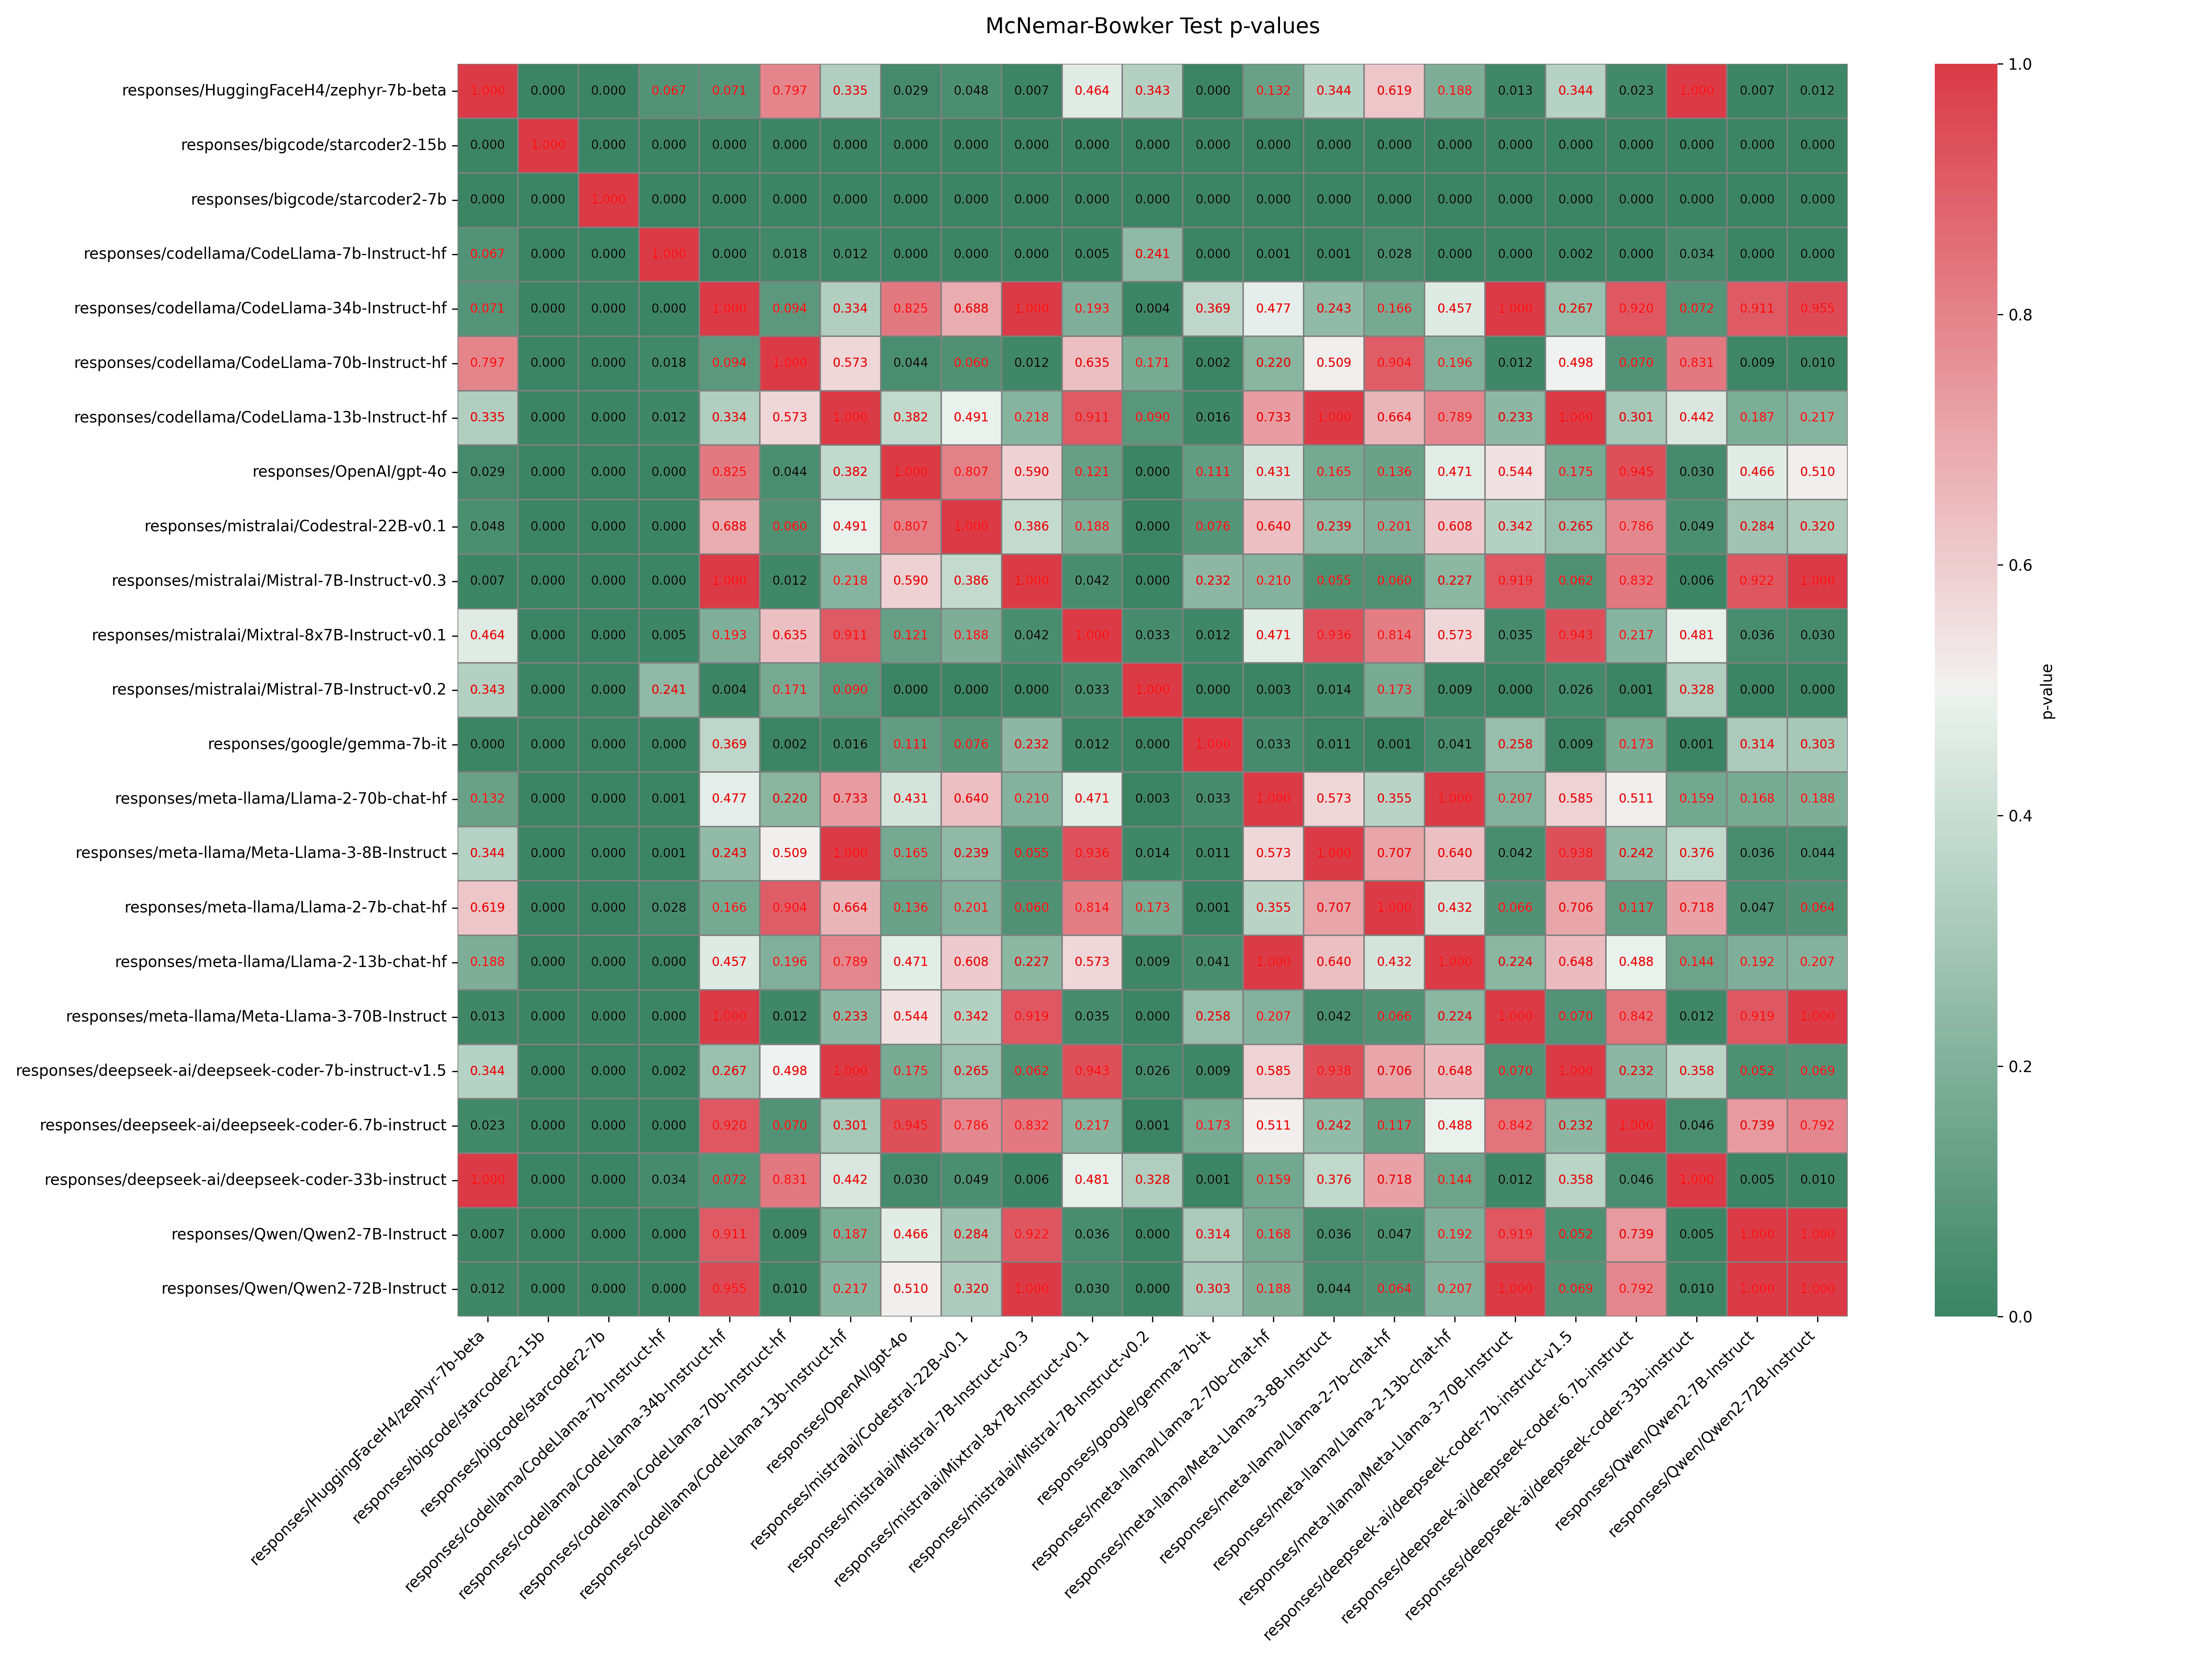 McNemar-Bowker Test p-values
responses/HuggingFaceH4/zephyr-7b-beta 1.000 0.000 0.000 0.067 0.071 0.797 0.335 0.029 0.048 0.007 0.464 0.343 0.000 0.132 0.344 0.619 0.188 0.013 0.344 0.023 1.000 0.007 0.012
responses/bigcode/starcoder2-15b 0.000 1.000 0.000 0.000 0.000 0.000 0.000 0.000 0.000 0.000 0.000 0.000 0.000 0.000 0.000 0.000 0.000 0.000 0.000 0.000 0.000 0.000 0.000
responses/bigcode/starcoder2-7b 0.000 0.000 1.000 0.000 0.000 0.000 0.000 0.000 0.000 0.000 0.000 0.000 0.000 0.000 0.000 0.000 0.000 0.000 0.000 0.000 0.000 0.000 0.000
responses/codellama/CodeLlama-7b-Instruct-hf 0.067 0.000 0.000 1.000 0.000 0.018 0.012 0.000 0.000 0.000 0.005 0.241 0.000 0.001 0.001 0.028 0.000 0.000 0.002 0.000 0.034 0.000 0.000
responses/codellama/CodeLlama-34b-Instruct-hf 0.071 0.000 0.000 0.000 1.000 0.094 0.334 0.825 0.688 1.000 0.193 0.004 0.369 0.477 0.243 0.166 0.457 1.000 0.267 0.920 0.072 0.911 0.955
responses/codellama/CodeLlama-70b-Instruct-hf 0.797 0.000 0.000 0.018 0.094 1.000 0.573 0.044 0.060 0.012 0.635 0.171 0.002 0.220 0.509 0.904 0.196 0.012 0.498 0.070 0.831 0.009 0.010
responses/codellama/CodeLlama-13b-Instruct-hf 0.335 0.000 0.000 0.012 0.334 0.573 1.000 0.382 0.491 0.218 0.911 0.090 0.016 0.733 1.000 0.664 0.789 0.233 1.000 0.301 0.442 0.187 0.217
responses/OpenAI/gpt-4o 0.029 0.000 0.000 0.000 0.825 0.044 0.382 1.000 0.807 0.590 0.121 0.000 0.111 0.431 0.165 0.136 0.471 0.544 0.175 0.945 0.030 0.466 0.510
responses/mistralai/Codestral-22B-v0.1 0.048 0.000 0.000 0.000 0.688 0.060 0.491 0.807 1.000 0.386 0.188 0.000 0.076 0.640 0.239 0.201 0.608 0.342 0.265 0.786 0.049 0.284 0.320
responses/mistralai/Mistral-7B-Instruct-v0.3 0.007 0.000 0.000 0.000 1.000 0.012 0.218 0.590 0.386 1.000 0.042 0.000 0.232 0.210 0.055 0.060 0.227 0.919 0.062 0.832 0.006 0.922 1.000
responses/mistralai/Mixtral-8x7B-Instruct-v0.1 0.464 0.000 0.000 0.005 0.193 0.635 0.911 0.121 0.188 0.042 1.000 0.033 0.012 0.471 0.936 0.814 0.573 0.035 0.943 0.217 0.481 0.036 0.030
responses/mistralai/Mistral-7B-Instruct-v0.2 0.343 0.000 0.000 0.241 0.004 0.171 0.090 0.000 0.000 0.000 0.033 1.000 0.000 0.003 0.014 0.173 0.009 0.000 0.026 0.001 0.328 0.000 0.000
responses/google/gemma-7b-it 0.000 0.000 0.000 0.000 0.369 0.002 0.016 0.111 0.076 0.232 0.012 0.000 1.000 0.033 0.011 0.001 0.041 0.258 0.009 0.173 0.001 0.314 0.303
responses/meta-llama/Llama-2-70b-chat-hf 0.132 0.000 0.000 0.001 0.477 0.220 0.733 0.431 0.640 0.210 0.471 0.003 0.033 1.000 0.573 0.355 1.000 0.207 0.585 0.511 0.159 0.168 0.188
responses/meta-llama/Meta-Llama-3-8B-Instruct 0.344 0.000 0.000 0.001 0.243 0.509 1.000 0.165 0.239 0.055 0.936 0.014 0.011 0.573 1.000 0.707 0.640 0.042 0.938 0.242 0.376 0.036 0.044
responses/meta-llama/Llama-2-7b-chat-hf 0.619 0.000 0.000 0.028 0.166 0.904 0.664 0.136 0.201 0.060 0.814 0.173 0.001 0.355 0.707 1.000 0.432 0.066 0.706 0.117 0.718 0.047 0.064
responses/meta-llama/Llama-2-13b-chat-hf 0.188 0.000 0.000 0.000 0.457 0.196 0.789 0.471 0.608 0.227 0.573 0.009 0.041 1.000 0.640 0.432 1.000 0.224 0.648 0.488 0.144 0.192 0.207
responses/meta-llama/Meta-Llama-3-70B-Instruct 0.013 0.000 0.000 0.000 1.000 0.012 0.233 0.544 0.342 0.919 0.035 0.000 0.258 0.207 0.042 0.066 0.224 1.000 0.070 0.842 0.012 0.919 1.000
responses/deepseek-ai/deepseek-coder-7b-instruct-v1.5 0.344 0.000 0.000 0.002 0.267 0.498 1.000 0.175 0.265 0.062 0.943 0.026 0.009 0.585 0.938 0.706 0.648 0.070 1.000 0.232 0.358 0.052 0.069
responses/deepseek-ai/deepseek-coder-6.7b-instruct 0.023 0.000 0.000 0.000 0.920 0.070 0.301 0.945 0.786 0.832 0.217 0.001 0.173 0.511 0.242 0.117 0.488 0.842 0.232 1.000 0.046 0.739 0.792
responses/deepseek-ai/deepseek-coder-33b-instruct 1.000 0.000 0.000 0.034 0.072 0.831 0.442 0.030 0.049 0.006 0.481 0.328 0.001 0.159 0.376 0.718 0.144 0.012 0.358 0.046 1.000 0.005 0.010
responses/Qwen/Qwen2-7B-Instruct 0.007 0.000 0.000 0.000 0.911 0.009 0.187 0.466 0.284 0.922 0.036 0.000 0.314 0.168 0.036 0.047 0.192 0.919 0.052 0.739 0.005 1.000 1.000
responses/Qwen/Qwen2-72B-Instruct 0.012 0.000 0.000 0.000 0.955 0.010 0.217 0.510 0.320 1.000 0.030 0.000 0.303 0.188 0.044 0.064 0.207 1.000 0.069 0.792 0.010 1.000 1.000
responses/HuggingFaceH4/zephyr-7b-beta
responses/bigcode/starcoder2-15b
responses/bigcode/starcoder2-7b
responses/codellama/CodeLlama-7b-Instruct-hf
responses/codellama/CodeLlama-34b-Instruct-hf
responses/codellama/CodeLlama-70b-Instruct-hf
responses/codellama/CodeLlama-13b-Instruct-hf
responses/OpenAI/gpt-4o
responses/mistralai/Codestral-22B-v0.1
responses/mistralai/Mistral-7B-Instruct-v0.3
responses/mistralai/Mixtral-8x7B-Instruct-v0.1
responses/mistralai/Mistral-7B-Instruct-v0.2
responses/google/gemma-7b-it
responses/meta-llama/Llama-2-70b-chat-hf
responses/meta-llama/Meta-Llama-3-8B-Instruct
responses/meta-llama/Llama-2-7b-chat-hf
responses/meta-llama/Llama-2-13b-chat-hf
responses/meta-llama/Meta-Llama-3-70B-Instruct
responses/deepseek-ai/deepseek-coder-7b-instruct-v1.5
responses/deepseek-ai/deepseek-coder-6.7b-instruct
responses/deepseek-ai/deepseek-coder-33b-instruct
responses/Qwen/Qwen2-7B-Instruct
responses/Qwen/Qwen2-72B-Instruct
1.0
0.8
0.6
0.4
0.2
0.0
p-value